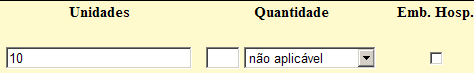 Unidades Quantidade Emb. Hosp.
10 não aplicável